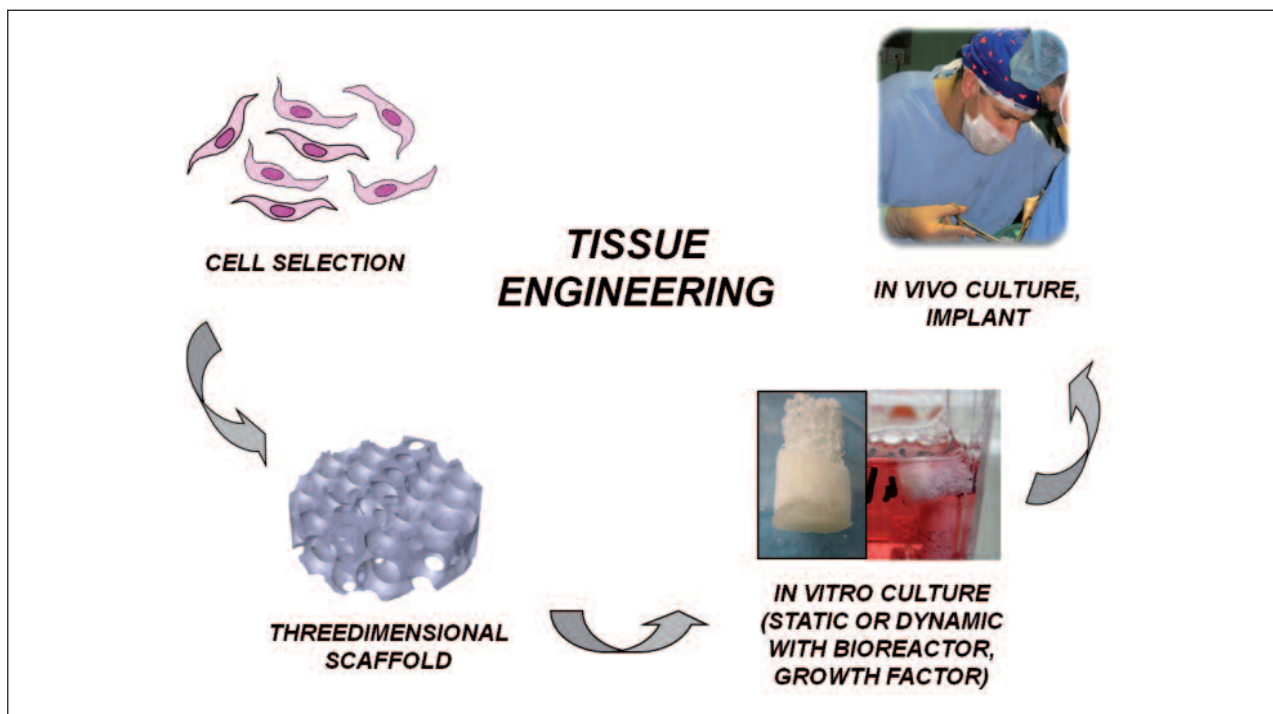 CELL SELECTION
TISSUE
ENGINEERING
IN VIVO CULTURE,
IMPLANT
THREEDIMENSIONAL
SCAFFOLD
IN VITRO CULTURE
(STATIC OR DYNAMIC
WITH BIOREACTOR,
GROWTH FACTOR)